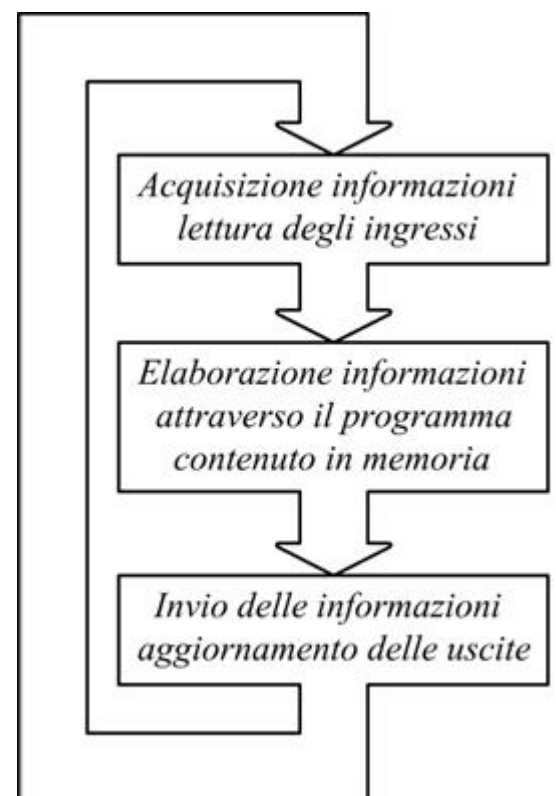 Acquisizione informazioni
lettura degli ingressi
Elaborazione informazioni
attraverso il programma
contenuto in memoria
Invio delle informazioni
aggiornamento delle uscite